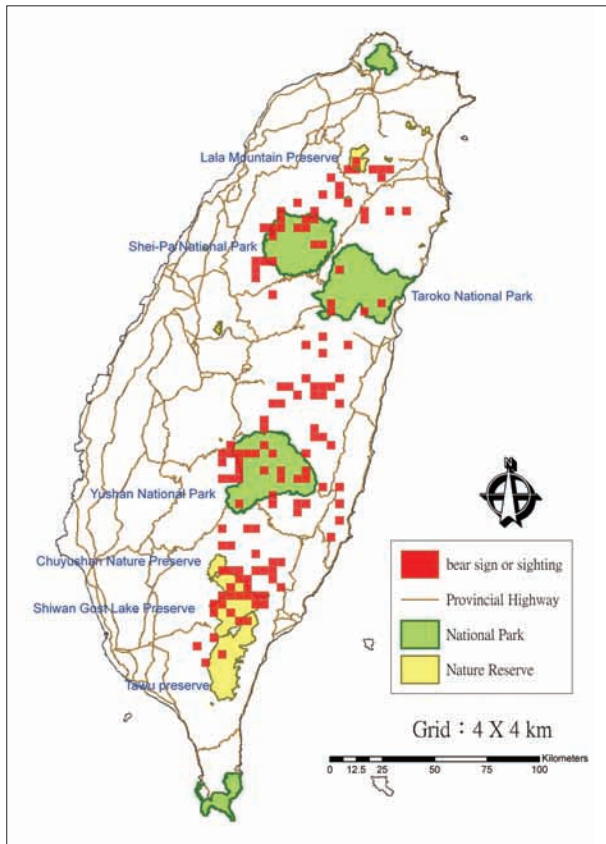 Lala Mountain Preserve
Shei-Pa National Park
Taroko National Park
Yushan National Park
Chuyushan Nature Preserve
Shiwan Gost Lake Preserve
Tawu preserve
N
bear sign or sighting
Provincial Highway
National Park
Nature Reserve
Grid：4 X 4 km
Kilometers
0 12.5 25 50 75 100